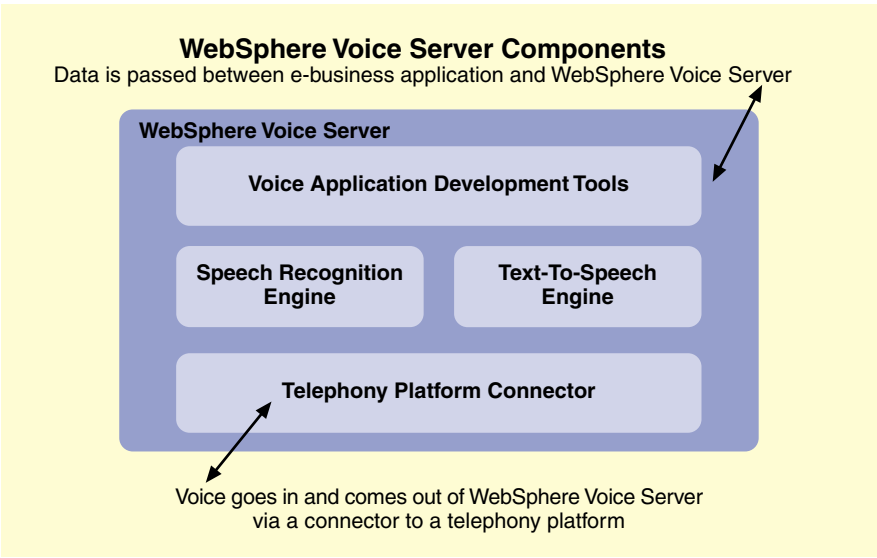 WebSphere Voice Server Components
Data is passed between e-business application and WebSphere Voice Server
WebSphere Voice Server
Voice Application Development Tools
Speech Recognition
Engine
Text-To-Speech
Engine
Telephony Platform Connector
Voice goes in and comes out of WebSphere Voice Server
via a connector to a telephony platform